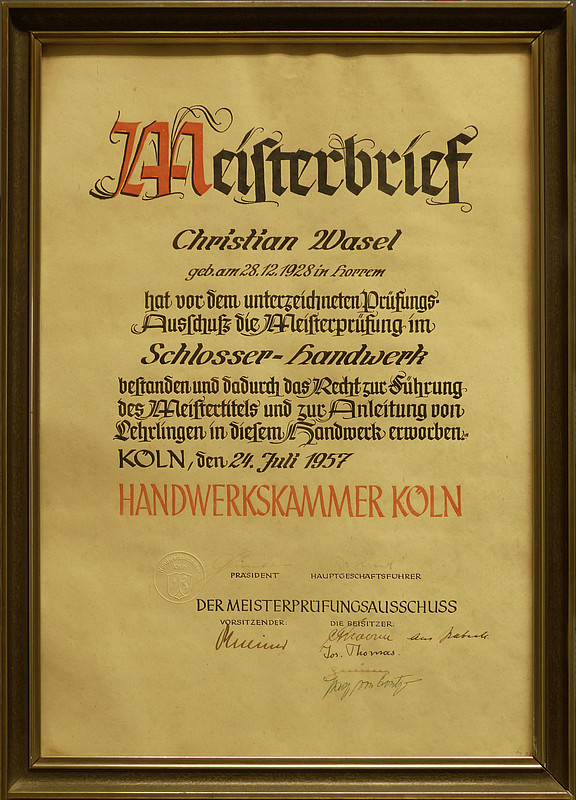 Meisterbrief
Christian Wasel
geb. am 28.12.1928 in Horrem
hat vor dem unterzeichneten Prüfungs-
Ausschuß die Meisterprüfung im
Schlosser-Handwerk
bestanden und dadurch das Recht zur Führung
des Meistertitels und zur Anleitung von
Lehrlingen in diesem Handwerk erworben.
KÖLN, den 24. Juli 1957
HANDWERKSKAMMER KÖLN
PRÄSIDENT HAUPTGESCHÄFTSFÜHRER
DER MEISTERPRÜFUNGSAUSSCHUSS
VORSITZENDER: DIE BEISITZER:
Jos. Thomas.